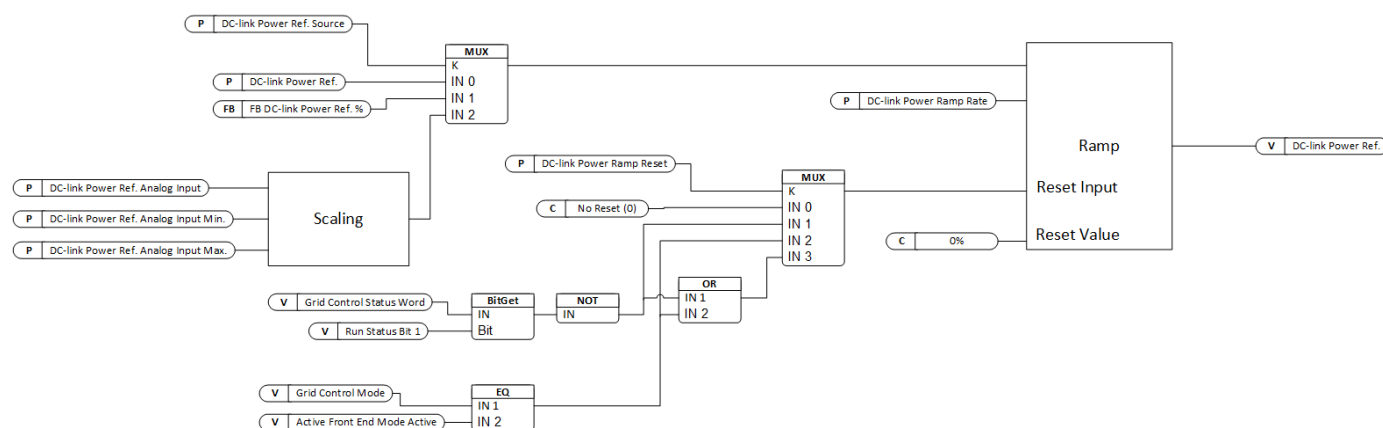 P DC-link Power Ref. Source
MUX
K
P DC-link Power Ref.
IN 0
FB FB DC-link Power Ref. %
IN 1
IN 2
P DC-link Power Ramp Rate
Ramp
V DC-link Power Ref.
P DC-link Power Ramp Reset
MUX
K
Reset Input
P DC-link Power Ref. Analog Input
C No Reset (0)
IN 0
P DC-link Power Ref. Analog Input Min.
Scaling
IN 1
IN 2
C 0%
Reset Value
P DC-link Power Ref. Analog Input Max.
IN 3
OR
IN 1
IN 2
V Grid Control Status Word
BitGet
IN
NOT
IN
V Run Status Bit 1
Bit
V Grid Control Mode
EQ
IN 1
V Active Front End Mode Active
IN 2